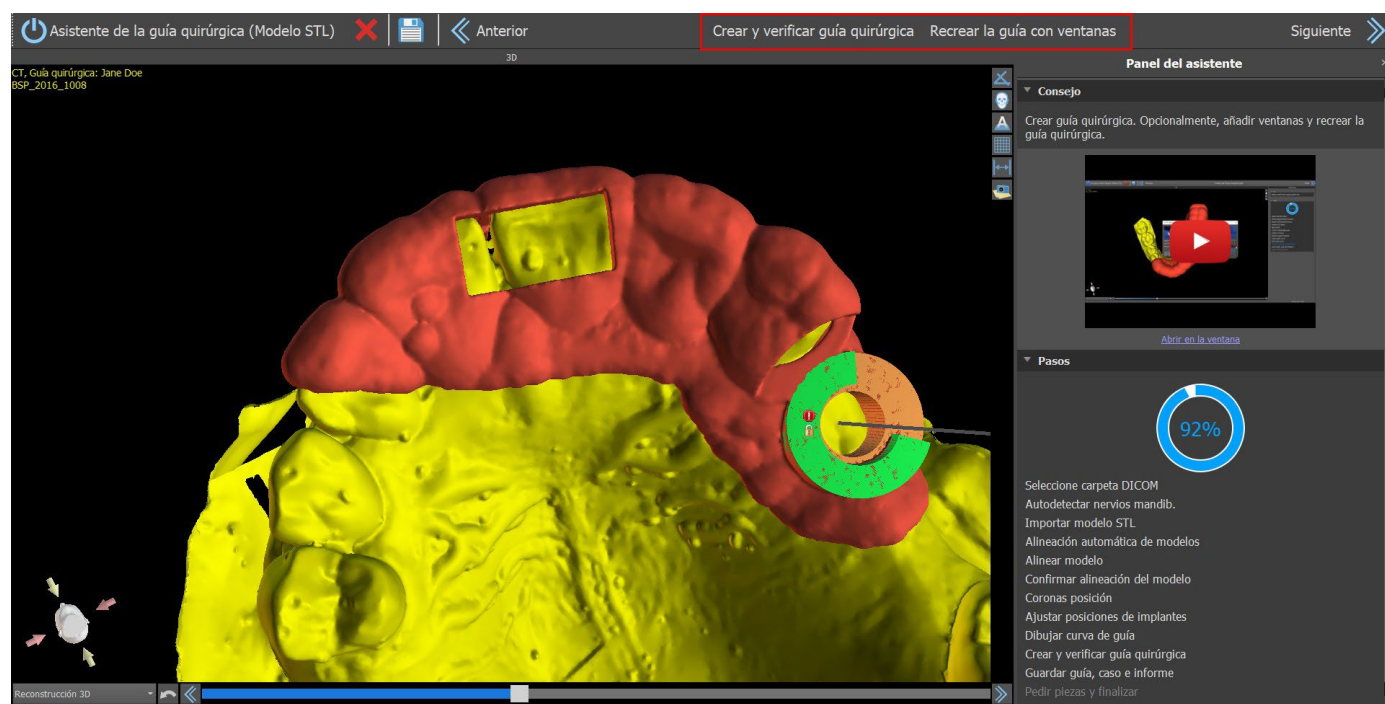 Asistente de la guía quirúrgica (Modelo STL)
Anterior
Crear y verificar guía quirúrgica
Recrear la guía con ventanas
Siguiente
3D
CT, Guía quirúrgica: Jane Doe
BSP_2016_1008
A
Panel del asistente
Consejo
Crear guía quirúrgica. Opcionalmente, añadir ventanas y recrear la
guía quirúrgica.
Abrir en la ventana
Pasos
92%
Seleccione carpeta DICOM
Autodetectar nervios mandib.
Importar modelo STL
Alineación automática de modelos
Alinear modelo
Confirmar alineación del modelo
Coronas posición
Ajustar posiciones de implantes
Dibujar curva de guía
Crear y verificar guía quirúrgica
Guardar guía, caso e informe
Pedir piezas y finalizar
Reconstrucción 3D